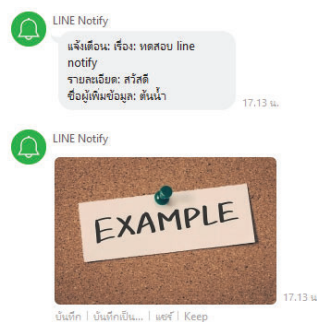 LINE Notify
แจ้งเตือน: เรื่อง: ทดสอบ line
notify
รายละเอียด: สวัสดี
ชื่อผู้เพิ่มข้อมูล: ต้นน้ำ
17.13 น.
LINE Notify
EXAMPLE
17.13 น
บันทึก | บันทึกเป็น... | แชร์ | Keep